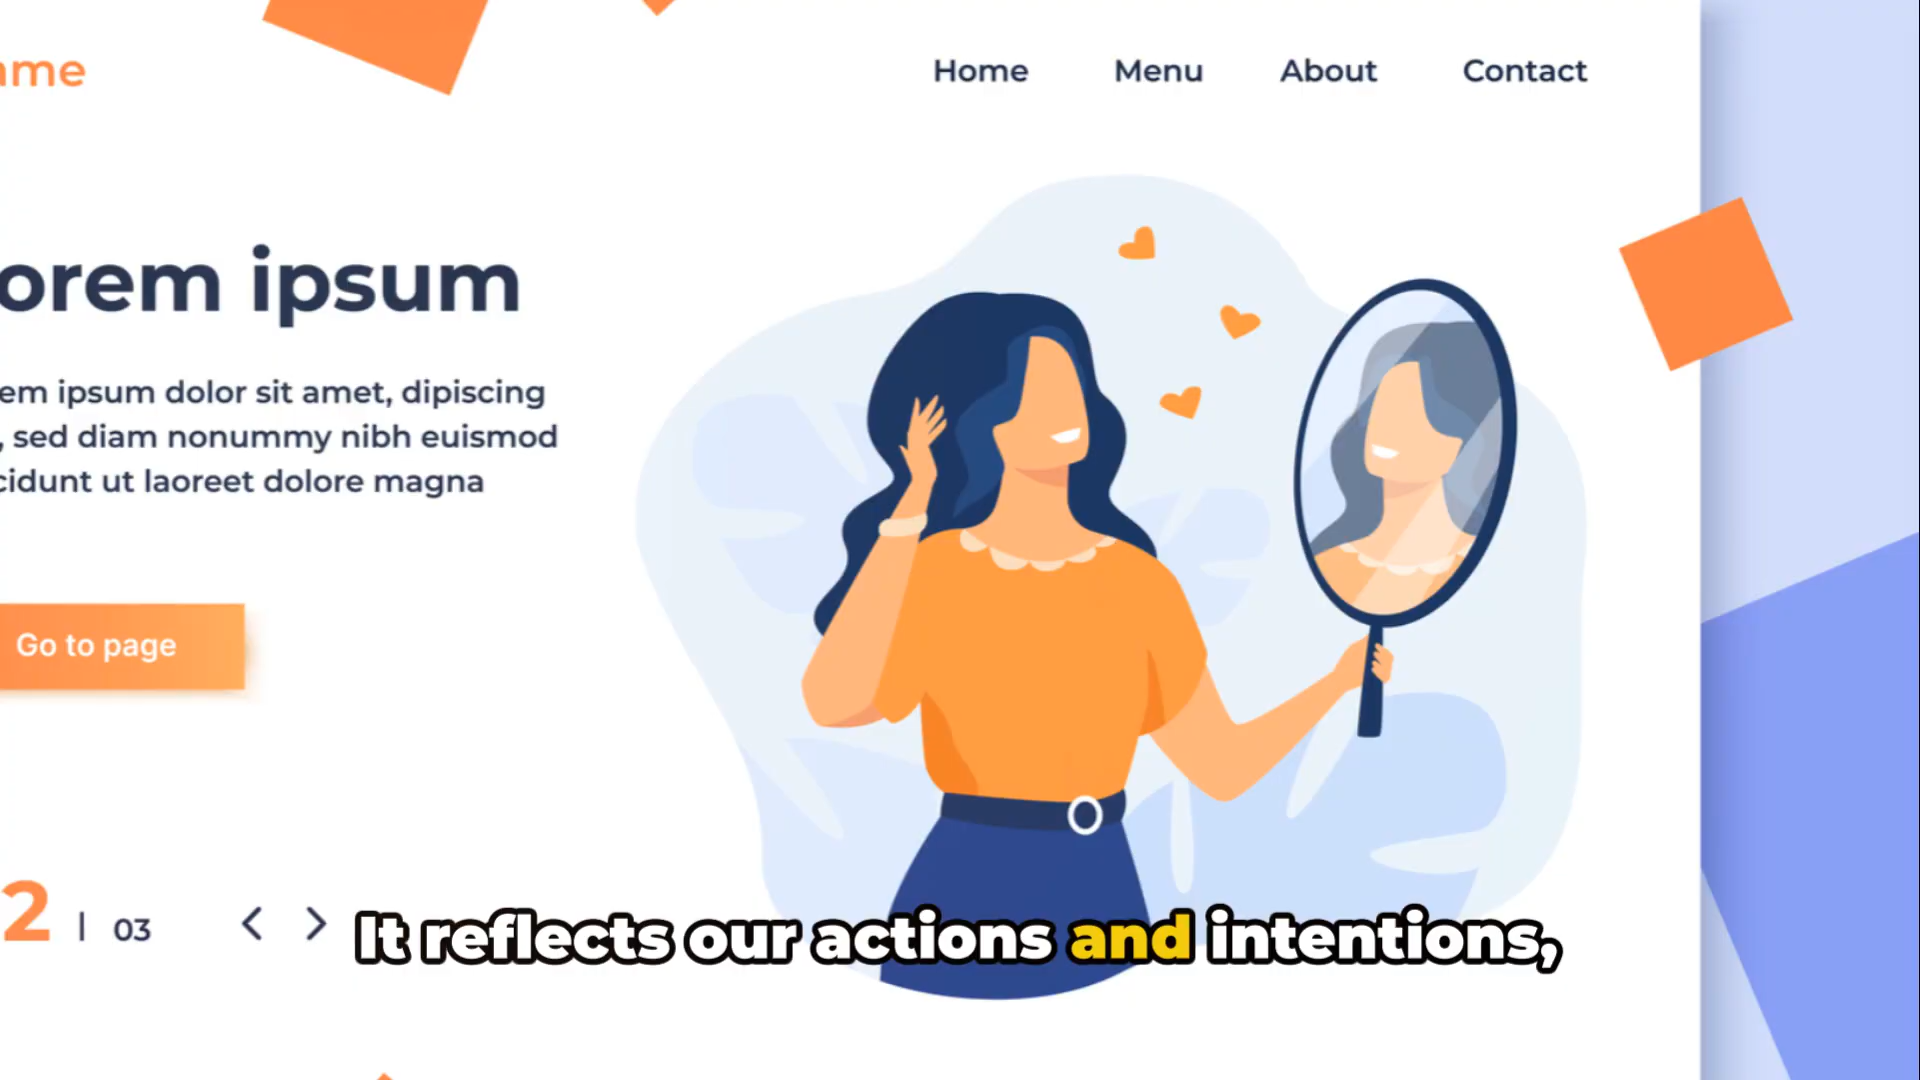 ame
Home Menu About Contact
orem ipsum
em ipsum dolor sit amet, dipiscing
, sed diam nonummy nibh euismod
cidunt ut laoreet dolore magna
Go to page
2 | 03 < >
It reflects our actions and intentions,